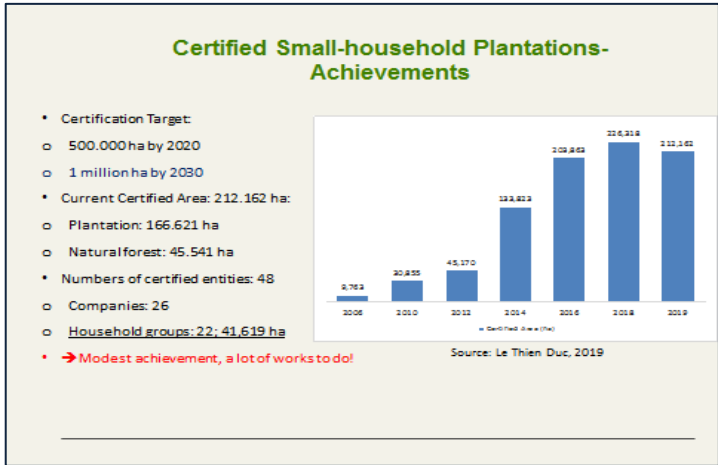 Certified Small-household Plantations-
Achievements
• Certification Target:
o 500.000 ha by 2020
o 1 million ha by 2030
• Current Certified Area: 212.162 ha:
o Plantation: 166.621 ha
o Natural forest: 45.541 ha
• Numbers of certified entities: 48
o Companies: 26
o Household groups: 22; 41,619 ha
• ➔ Modest achievement, a lot of works to do!
9,763
30,855
45,170
133,823
203,863
226,318
212,162
2006 2010 2012 2014 2016 2018 2019
Certified Area (Ha)
Source: Le Thien Duc, 2019